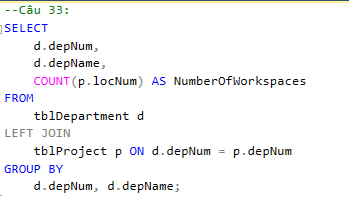 --Câu 33:
SELECT
d.depNum,
d.depName,
COUNT(p.locNum) AS NumberOfWorkspaces
FROM
tblDepartment d
LEFT JOIN
tblProject p ON d.depNum = p.depNum
GROUP BY
d.depNum, d.depName;